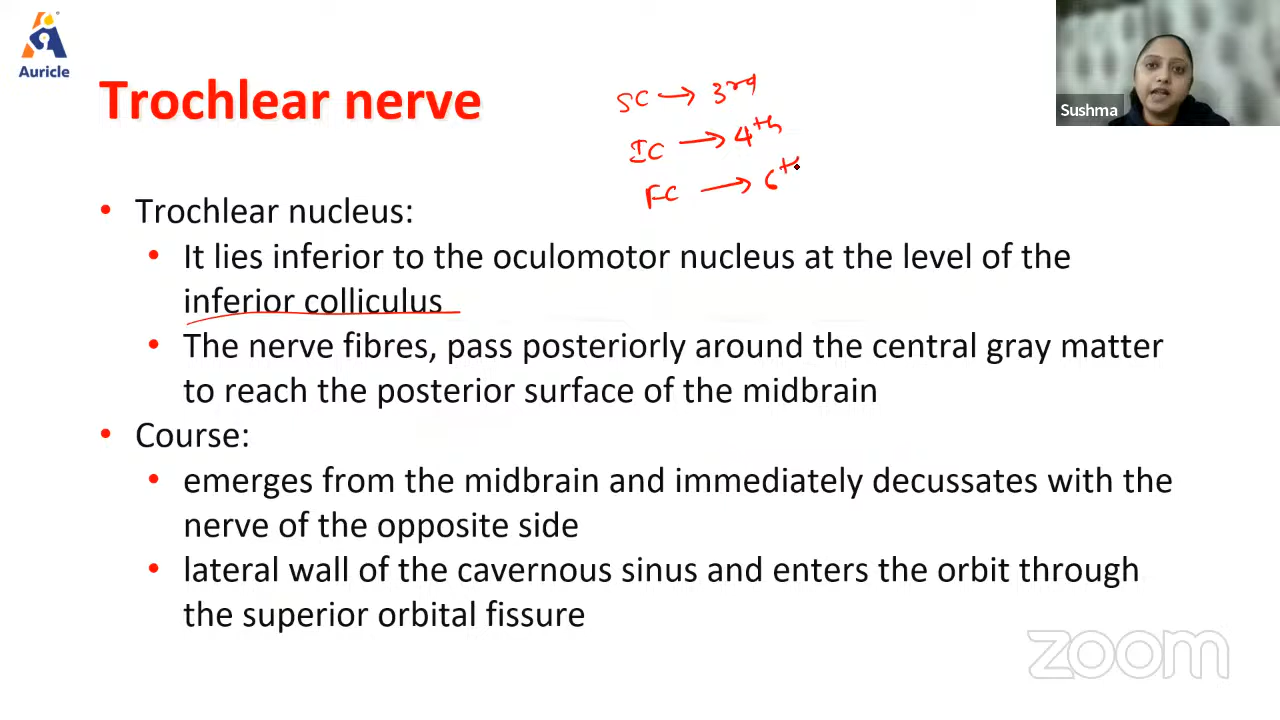 Auricle
Trochlear nerve
SC → 3rd
IC → 4th
FC → 6th
Sushma
• Trochlear nucleus:
• It lies inferior to the oculomotor nucleus at the level of the
inferior colliculus
• The nerve fibres, pass posteriorly around the central gray matter
to reach the posterior surface of the midbrain
• Course:
• emerges from the midbrain and immediately decussates with the
nerve of the opposite side
• lateral wall of the cavernous sinus and enters the orbit through
the superior orbital fissure
zoom